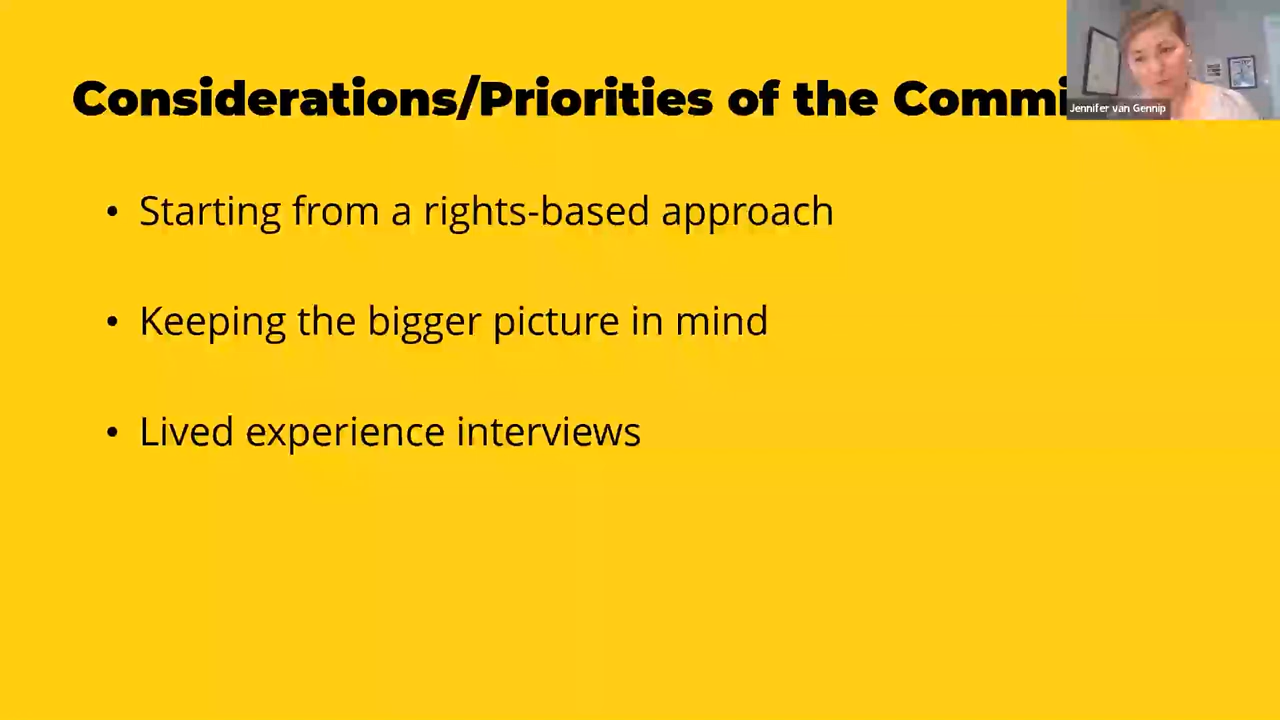 Considerations/Priorities of the Commi
Jennifer van Gennip
• Starting from a rights-based approach
• Keeping the bigger picture in mind
• Lived experience interviews